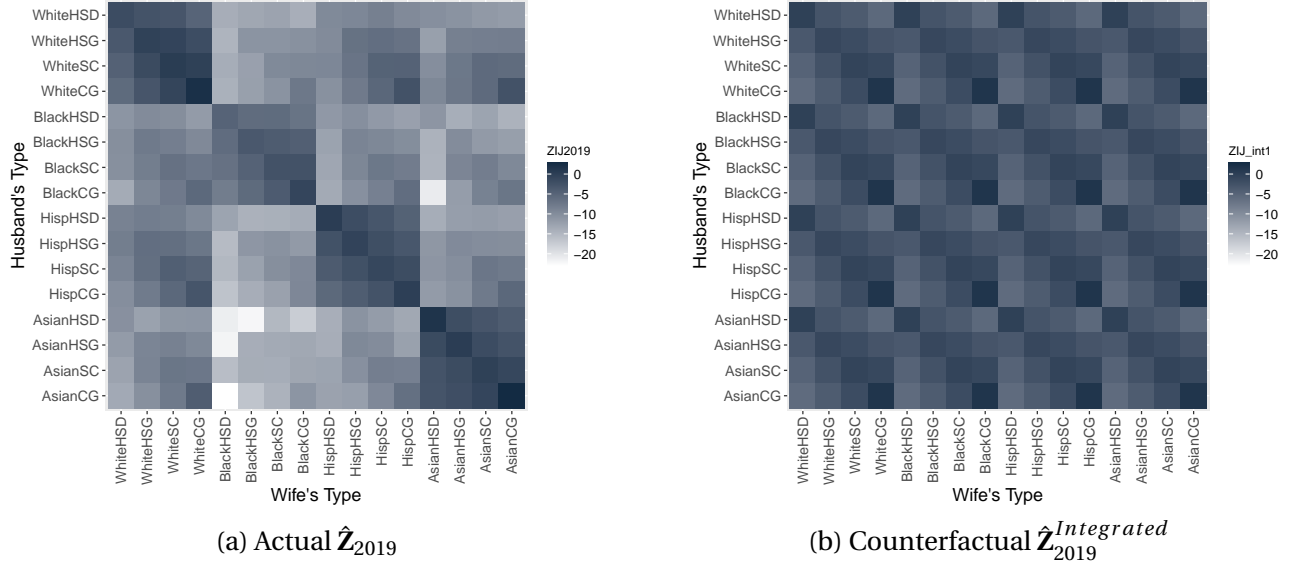 WhiteHSD
WhiteHSG
WhiteSC
WhiteCG
BlackHSD
BlackHSG
BlackSC
BlackCG
HispHSD
HispHSG
HispSC
HispCG
AsianHSD
AsianHSG
AsianSC
AsianCG
Husband's Type
WhiteHSD
WhiteHSG
WhiteSC
WhiteCG
BlackHSD
BlackHSG
BlackSC
BlackCG
HispHSD
HispHSG
HispSC
HispCG
AsianHSD
AsianHSG
AsianSC
AsianCG
Wife's Type
ZIJ2019
0
−5
−10
−15
−20
(a) Actual Ẑ2019
WhiteHSD
WhiteHSG
WhiteSC
WhiteCG
BlackHSD
BlackHSG
BlackSC
BlackCG
HispHSD
HispHSG
HispSC
HispCG
AsianHSD
AsianHSG
AsianSC
AsianCG
Husband's Type
WhiteHSD
WhiteHSG
WhiteSC
WhiteCG
BlackHSD
BlackHSG
BlackSC
BlackCG
HispHSD
HispHSG
HispSC
HispCG
AsianHSD
AsianHSG
AsianSC
AsianCG
Wife's Type
ZIJ_int1
0
−5
−10
−15
−20
(b) Counterfactual Ẑ2019Integrated